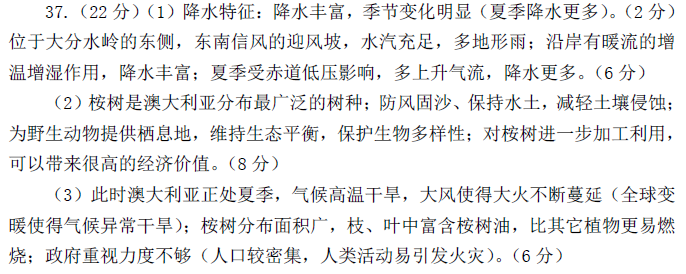 37.（22 分）（1）降水特征：降水丰富，季节变化明显（夏季降水更多）。（2 分）
位于大分水岭的东侧，东南信风的迎风坡，水汽充足，多地形雨；沿岸有暖流的增
温增湿作用，降水丰富；夏季受赤道低压影响，多上升气流，降水更多。（6 分）
（2）桉树是澳大利亚分布最广泛的树种；防风固沙、保持水土，减轻土壤侵蚀；
为野生动物提供栖息地，维持生态平衡，保护生物多样性；对桉树进一步加工利用，
可以带来很高的经济价值。（8 分）
（3）此时澳大利亚正处夏季，气候高温干旱，大风使得大火不断蔓延（全球变
暖使得气候异常干旱）；桉树分布面积广，枝、叶中富含桉树油，比其它植物更易燃
烧；政府重视力度不够（人口较密集，人类活动易引发火灾）。（6 分）